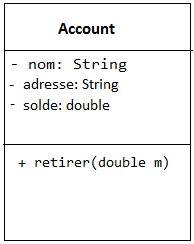 Account
- nom: String
- adresse: String
- solde: double
+ retirer(double m)